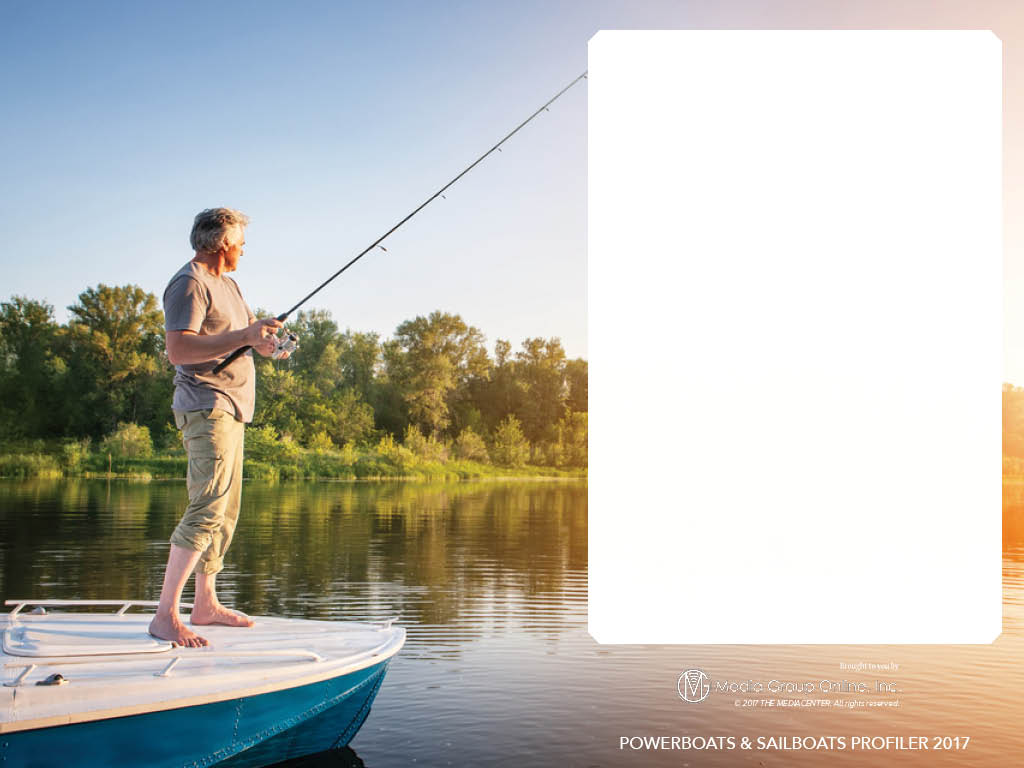 Brought to you by
Media Group Online, Inc.
© 2017 THE MEDIACENTER. All rights reserved.
POWERBOATS & SAILBOATS PROFILER 2017